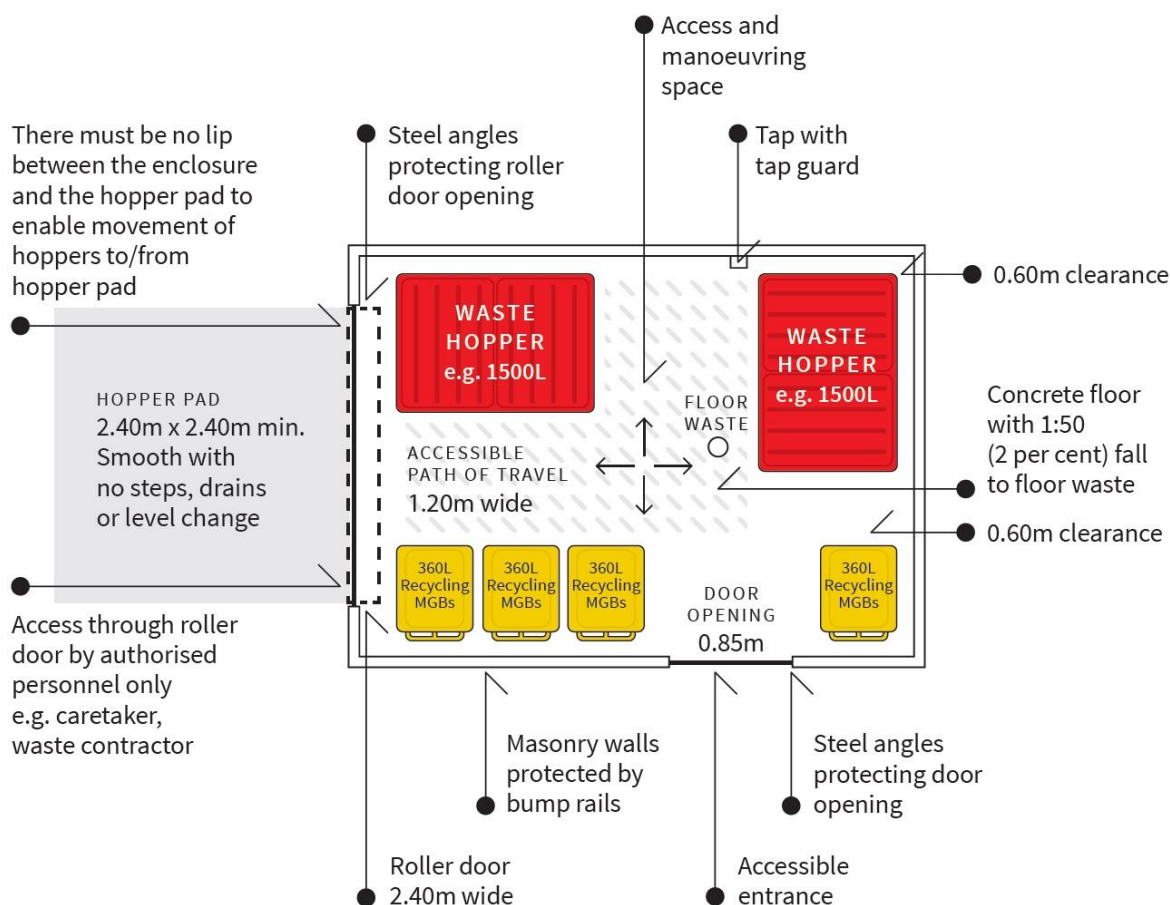 Access and
manoeuvring
space
There must be no lip
between the enclosure
and the hopper pad to
enable movement of
hoppers to/from
hopper pad
Steel angles
protecting roller
door opening
Tap with
tap guard
0.60m clearance
WASTE
HOPPER
e.g. 1500L
WASTE
HOPPER
e.g. 1500L
HOPPER PAD
2.40m x 2.40m min.
Smooth with
no steps, drains
or level change
FLOOR
WASTE
ACCESSIBLE
PATH OF TRAVEL
1.20m wide
Concrete floor
with 1:50
(2 per cent) fall
to floor waste
0.60m clearance
360L
Recycling
MGBs
360L
Recycling
MGBs
360L
Recycling
MGBs
DOOR
OPENING
0.85m
360L
Recycling
MGBs
Access through roller
door by authorised
personnel only
e.g. caretaker,
waste contractor
Masonry walls
protected by
bump rails
Steel angles
protecting door
opening
Roller door
2.40m wide
Accessible
entrance